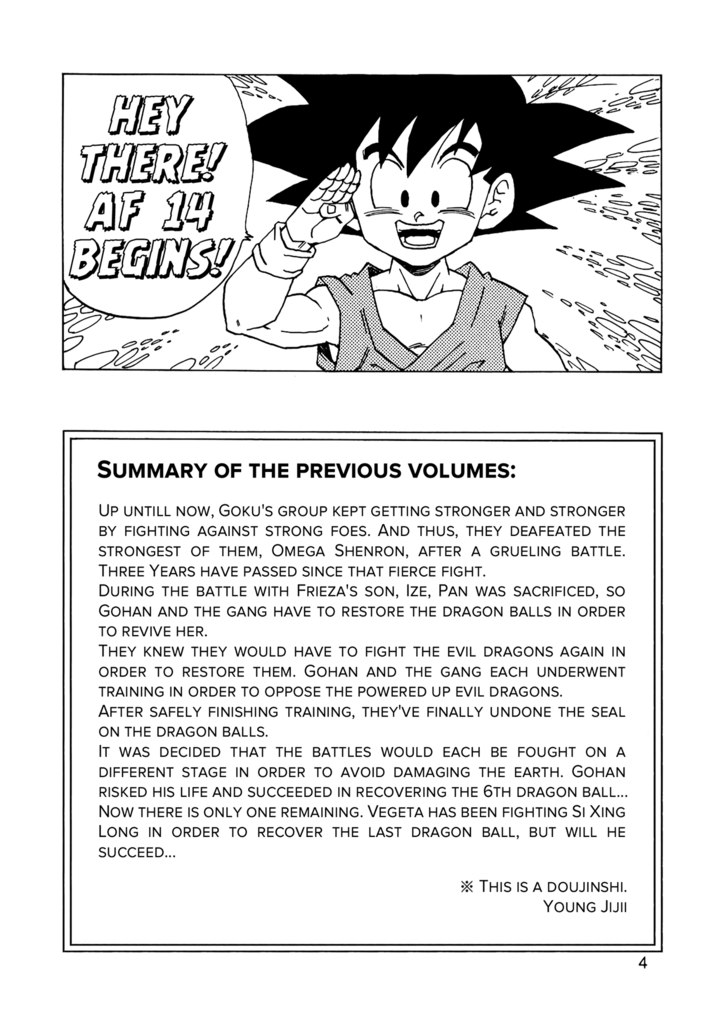 HEY
THERE!
AF 14
BEGINS!
SUMMARY OF THE PREVIOUS VOLUMES:
UP UNTILL NOW, GOKU'S GROUP KEPT GETTING STRONGER AND STRONGER
BY FIGHTING AGAINST STRONG FOES. AND THUS, THEY DEAFEATED THE
STRONGEST OF THEM, OMEGA SHENRON, AFTER A GRUELING BATTLE.
THREE YEARS HAVE PASSED SINCE THAT FIERCE FIGHT.
DURING THE BATTLE WITH FRIEZA'S SON, IZE, PAN WAS SACRIFICED, SO
GOHAN AND THE GANG HAVE TO RESTORE THE DRAGON BALLS IN ORDER
TO REVIVE HER.
THEY KNEW THEY WOULD HAVE TO FIGHT THE EVIL DRAGONS AGAIN IN
ORDER TO RESTORE THEM. GOHAN AND THE GANG EACH UNDERWENT
TRAINING IN ORDER TO OPPOSE THE POWERED UP EVIL DRAGONS.
AFTER SAFELY FINISHING TRAINING, THEY'VE FINALLY UNDONE THE SEAL
ON THE DRAGON BALLS.
IT WAS DECIDED THAT THE BATTLES WOULD EACH BE FOUGHT ON A
DIFFERENT STAGE IN ORDER TO AVOID DAMAGING THE EARTH. GOHAN
RISKED HIS LIFE AND SUCCEEDED IN RECOVERING THE 6TH DRAGON BALL...
NOW THERE IS ONLY ONE REMAINING. VEGETA HAS BEEN FIGHTING SI XING
LONG IN ORDER TO RECOVER THE LAST DRAGON BALL, BUT WILL HE
SUCCEED...
※ THIS IS A DOUJINSHI.
YOUNG JIJII
4